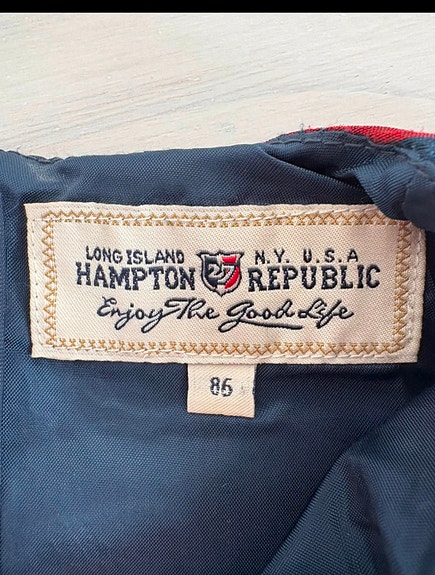 LONG ISLAND N.Y. U.S.A
HAMPTON REPUBLIC
Enjoy The Good Life
86